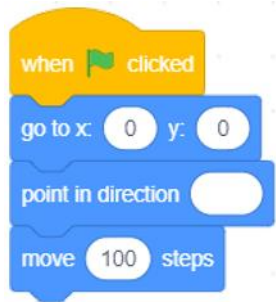 when clicked
go to x: 0 y: 0
point in direction
move 100 steps